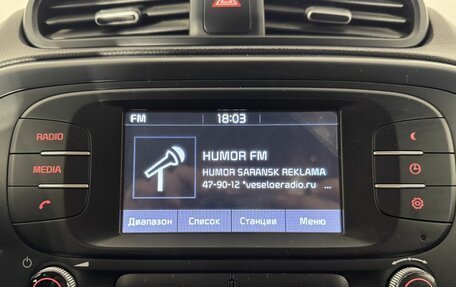 FM 18:03
RADIO
MEDIA
HUMOR FM
HUMOR SARANSK REKLAMA
47-90-12 "veseloeradio.ru ...
Диапазон Список Станции Меню